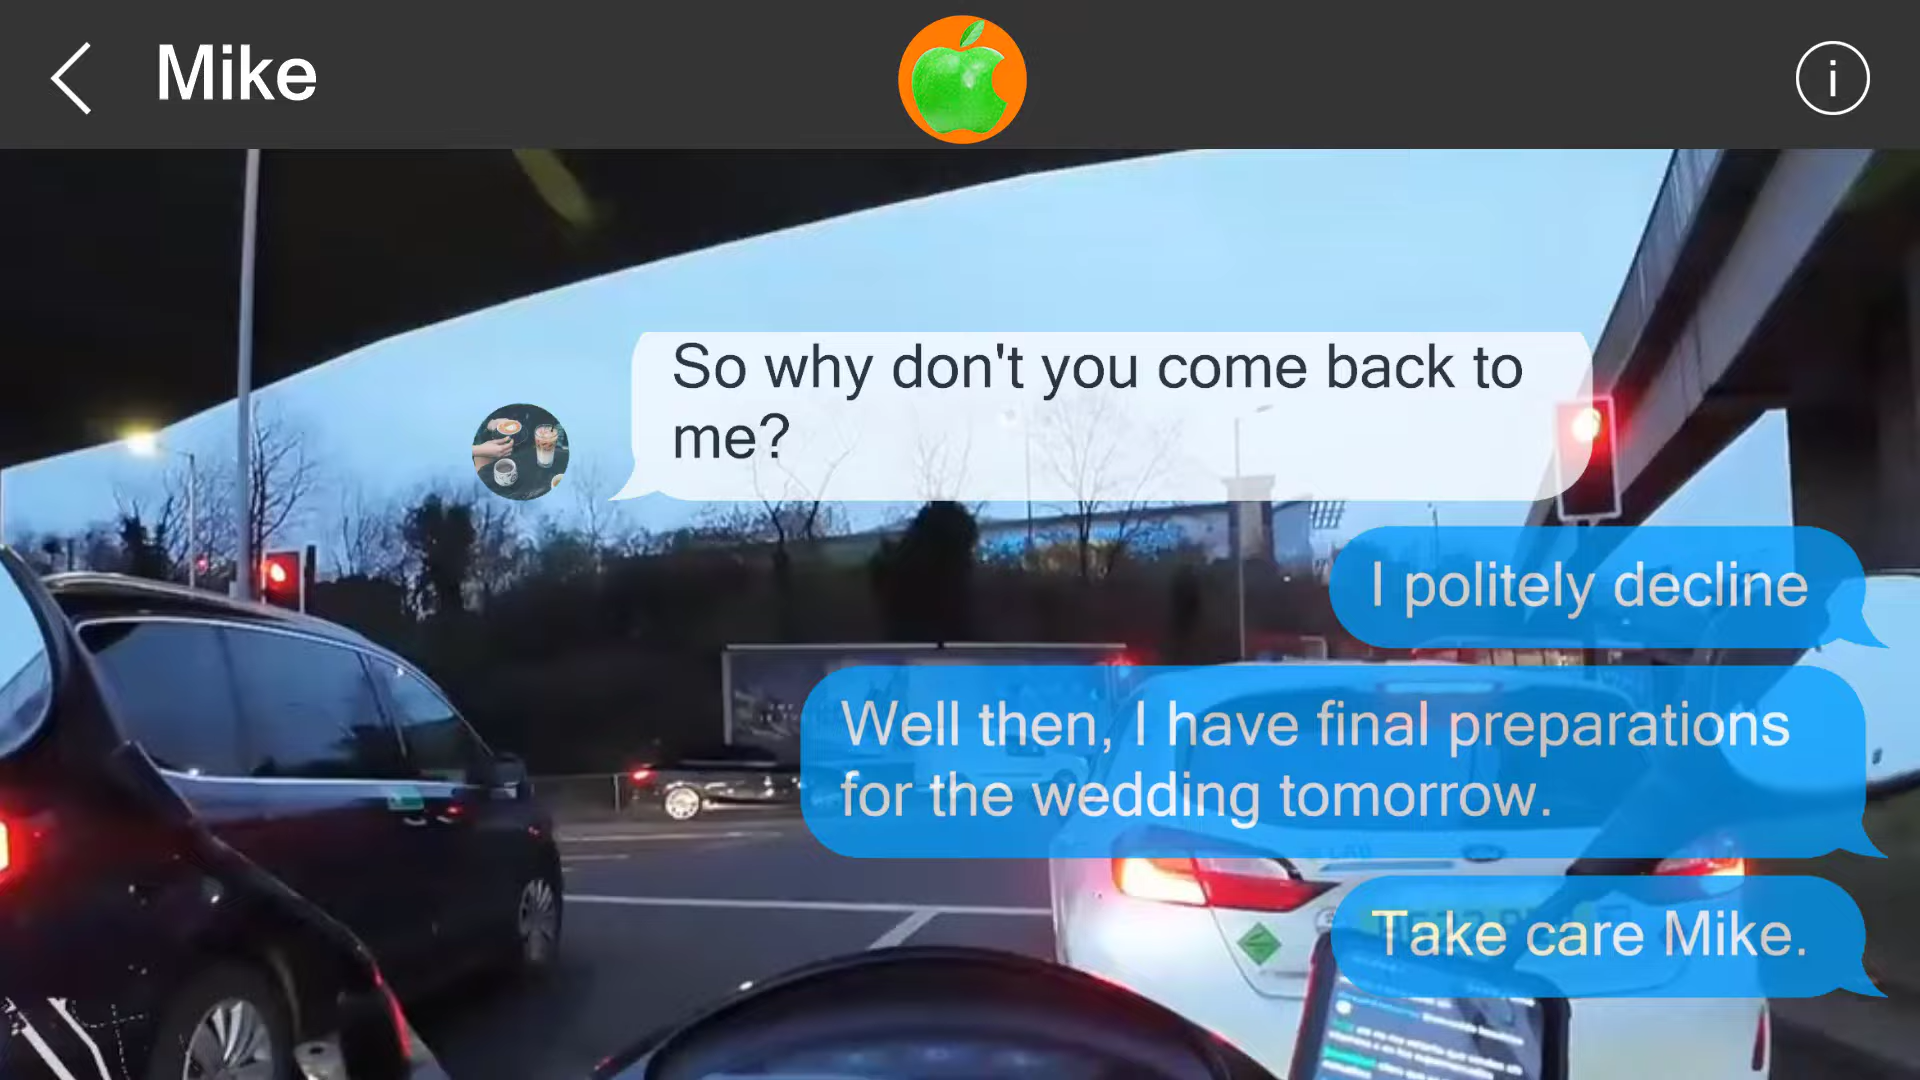 Mike
So why don't you come back to
me?
I politely decline
Well then, I have final preparations
for the wedding tomorrow.
Take care Mike.